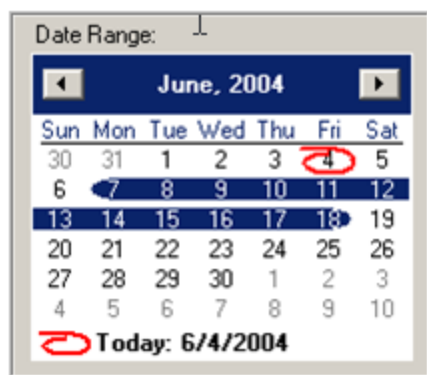 Date Range:
June, 2004
Sun Mon Tue Wed Thu Fri Sat
30 31 1 2 3 4 5
6 7 8 9 10 11 12
13 14 15 16 17 18 19
20 21 22 23 24 25 26
27 28 29 30 1 2 3
4 5 6 7 8 9 10
Today: 6/4/2004